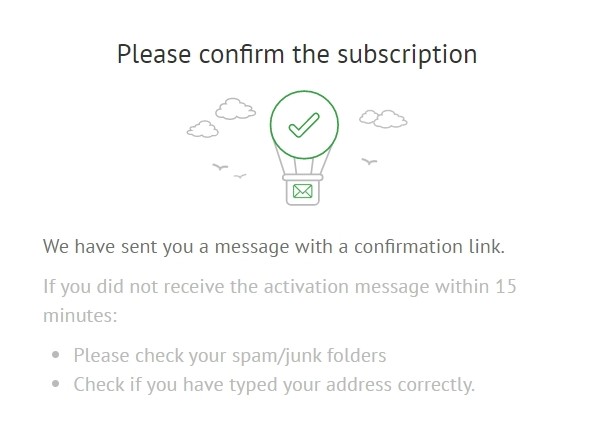 Please confirm the subscription
We have sent you a message with a confirmation link.
If you did not receive the activation message within 15
minutes:
• Please check your spam/junk folders
• Check if you have typed your address correctly.